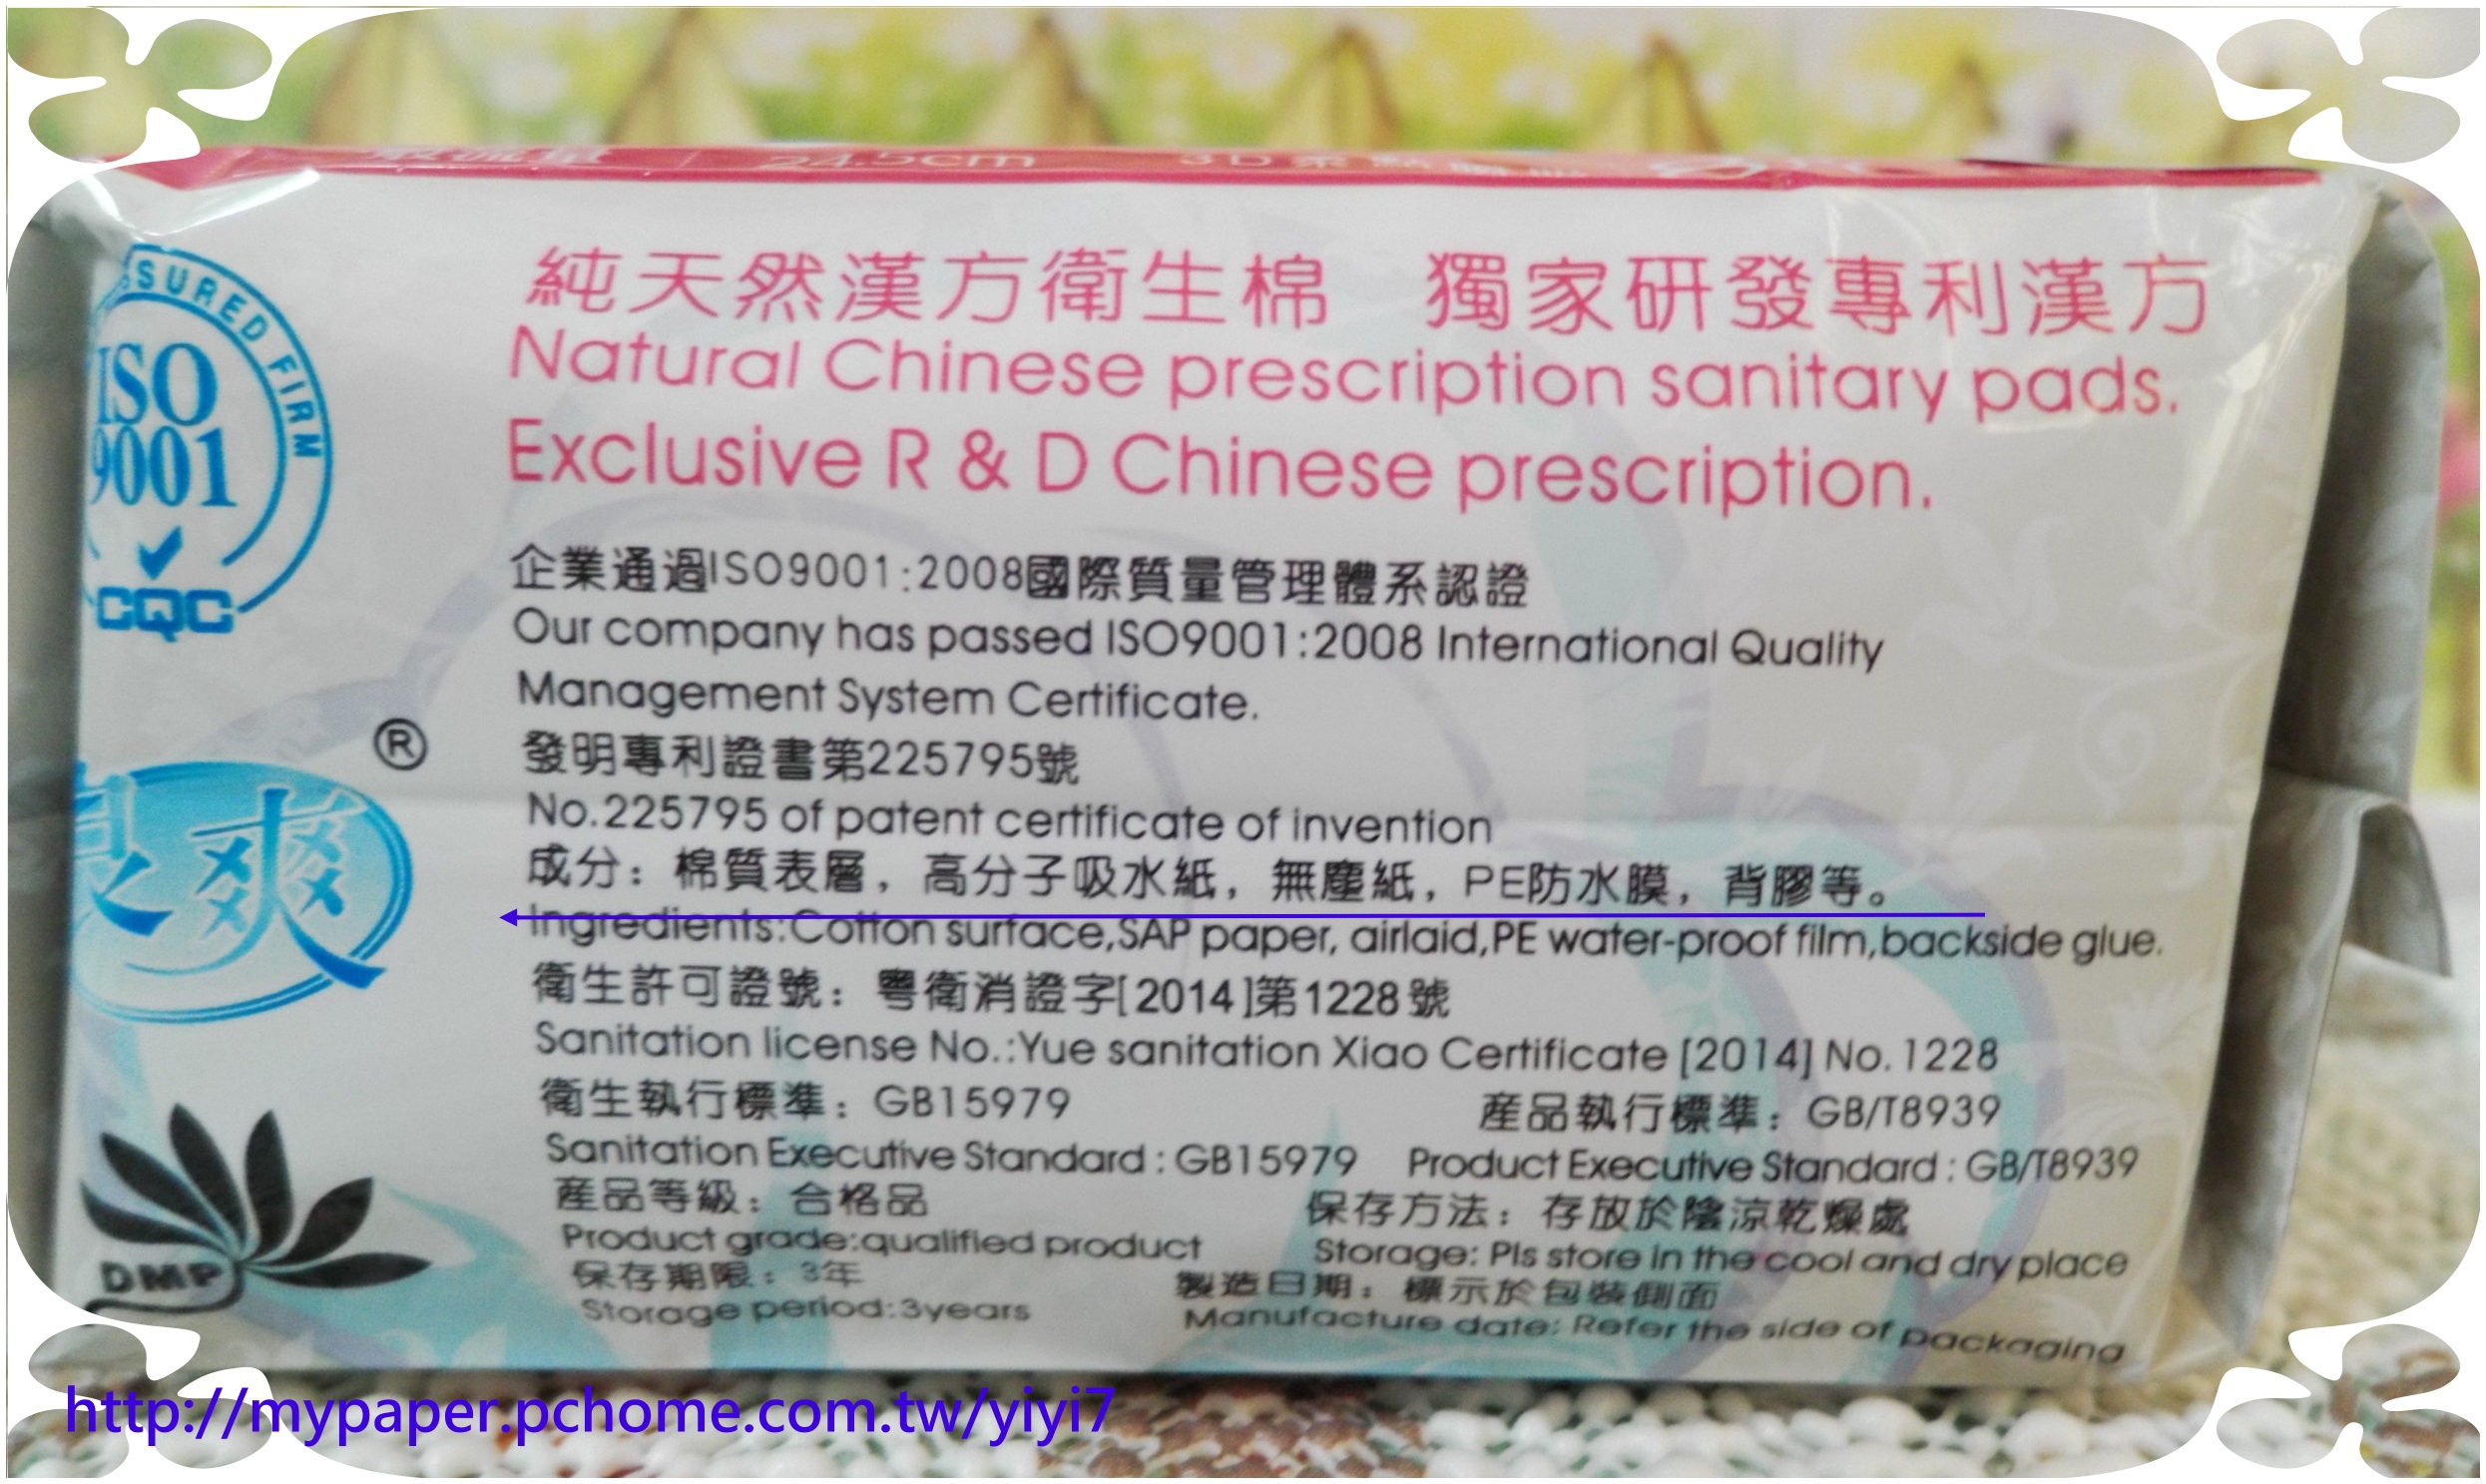 24.5cm
SURED FIRM
ISO
9001
CQC
純天然漢方衛生棉 獨家研發專利漢方
Natural Chinese prescription sanitary pads.
Exclusive R & D Chinese prescription.
企業通過ISO9001:2008國際質量管理體系認證
Our company has passed ISO9001:2008 International Quality
Management System Certificate.
發明專利證書第225795號
No.225795 of patent certificate of invention
成分：棉質表層，高分子吸水紙，無塵紙，PE防水膜，背膠等。
Ingredients:Cotton surface,SAP paper, airlaid,PE water-proof film,backside glue.
衛生許可證號：粵衛消證字[2014]第1228號
Sanitation license No.:Yue sanitation Xiao Certificate [2014] No.1228
衛生執行標準：GB15979 產品執行標準：GB/T8939
Sanitation Executive Standard : GB15979 Product Executive Standard : GB/T8939
產品等級：合格品 保存方法：存放於陰涼乾燥處
Product grade:qualified product Storage: Pls store in the cool and dry place
保存期限：3年 製造日期：標示於包裝側面
Storage period:3years Manufacture date: Refer the side of packaging
®
爽
DMP
http://mypaper.pchome.com.tw/yiyi7